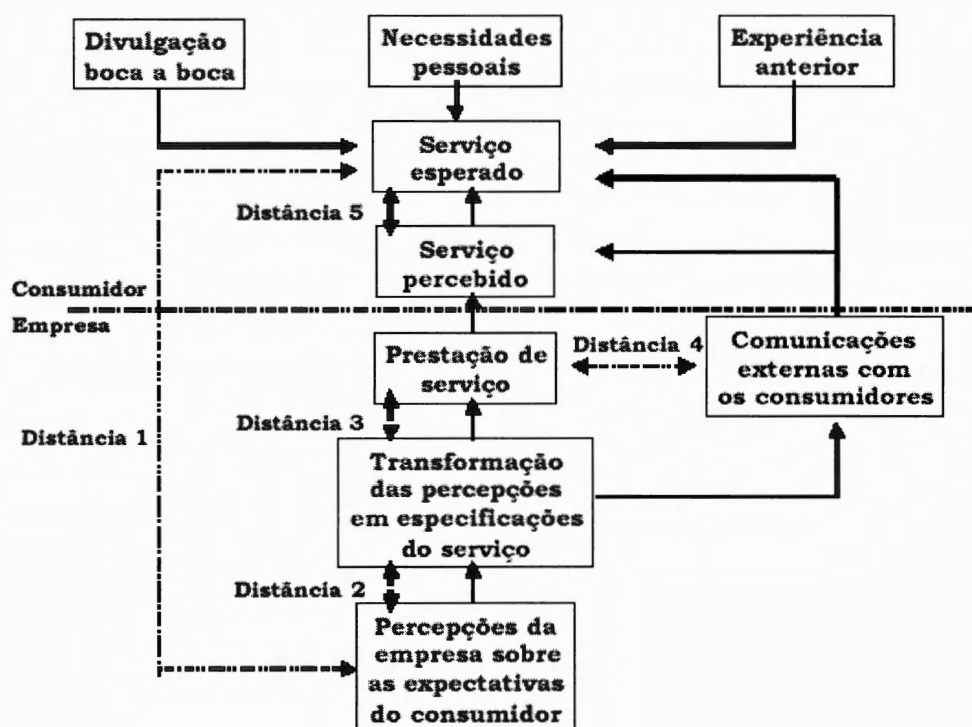 Divulgação
boca a boca
Necessidades
pessoais
Experiência
anterior
Serviço
esperado
Distância 5
Serviço
percebido
Consumidor
Empresa
Prestação de
serviço
Distância 4
Comunicações
externas com
os consumidores
Distância 1
Distância 3
Transformação
das percepções
em especificações
do serviço
Distância 2
Percepções da
empresa sobre
as expectativas
do consumidor